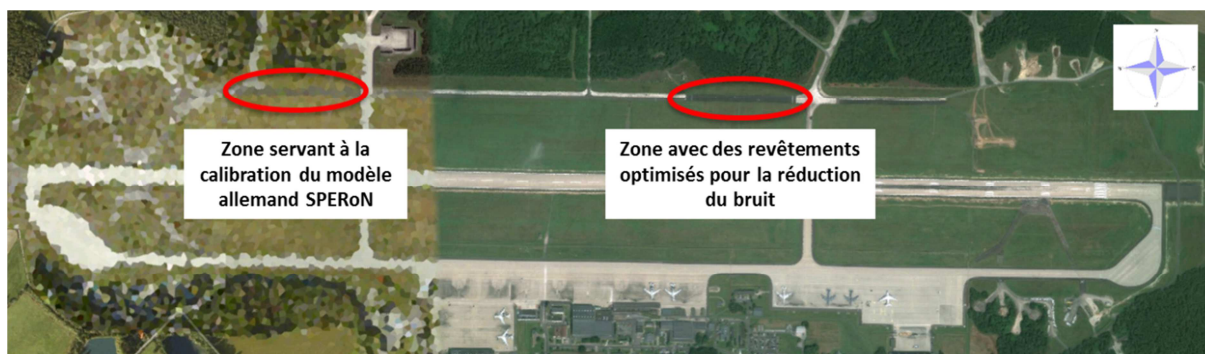 Zone servant à la
calibration du modèle
allemand SPERoN
Zone avec des revêtements
optimisés pour la réduction
du bruit